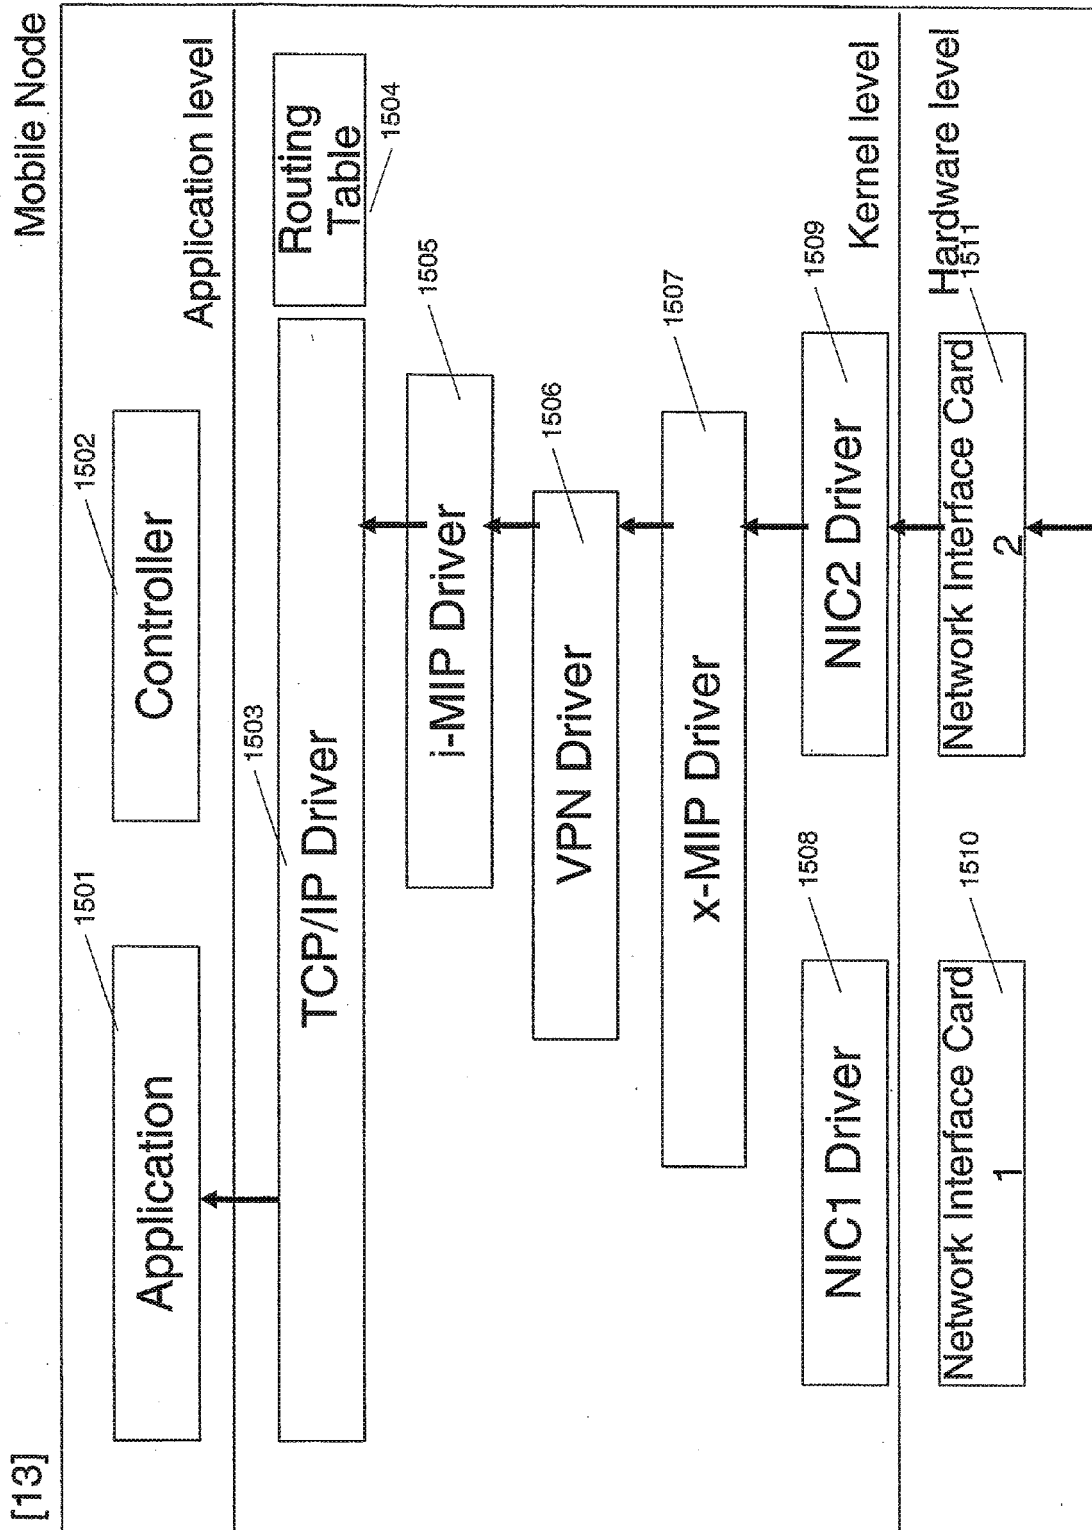 [13]
Mobile Node
1501
1502
Application
Controller
Application level
1503
TCP/IP Driver
Routing
Table
1504
1505
i-MIP Driver
1506
VPN Driver
1507
x-MIP Driver
1508
1509
NIC1 Driver
NIC2 Driver
Kernel level
1510
Hardware level
1511
Network Interface Card
1
Network Interface Card
2